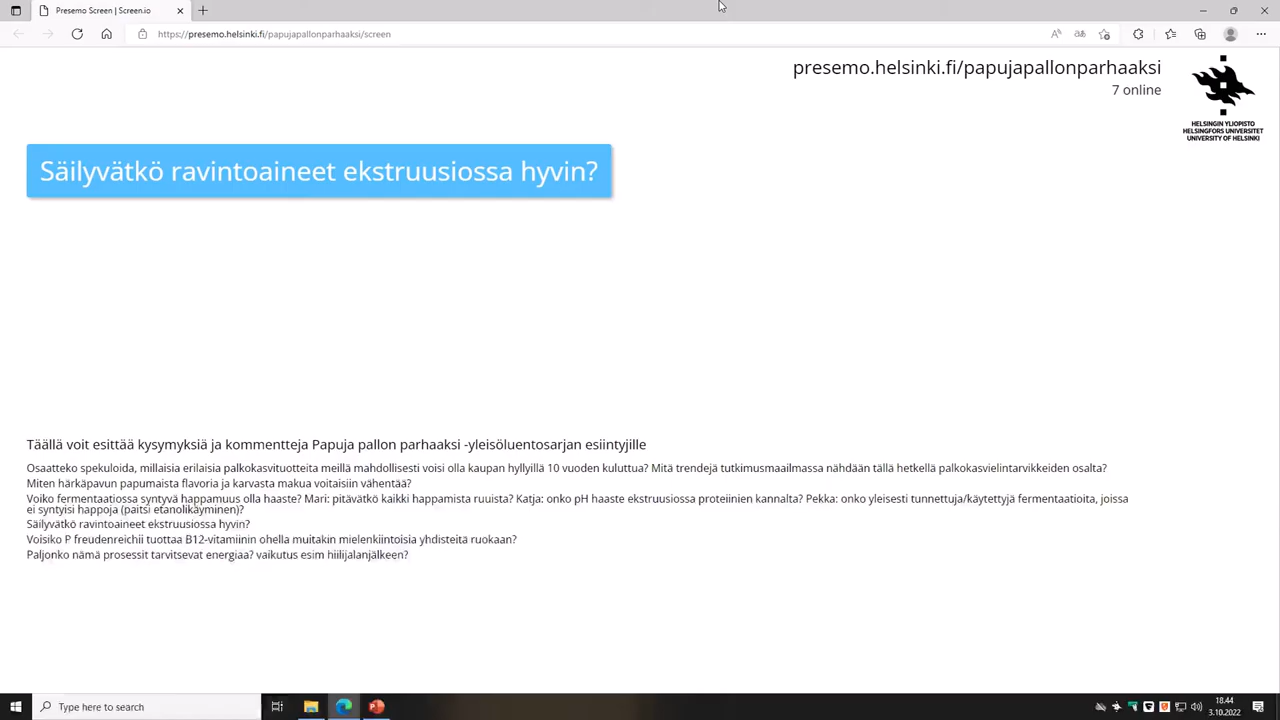 Presemo Screen | Screen.io
https://presemo.helsinki.fi/papujapallonparhaaksi/screen
presemo.helsinki.fi/papujapallonparhaaksi
7 online
HELSINGIN YLIOPISTO
HELSINGFORS UNIVERSITET
UNIVERSITY OF HELSINKI
Säilyvätkö ravintoaineet ekstruusiossa hyvin?
Täällä voit esittää kysymyksiä ja kommentteja Papuja pallon parhaaksi -yleisöluentosarjan esiintyjille
Osaatteko spekuloida, millaisia erilaisia palkokasvituotteita meillä mahdollisesti voisi olla kaupan hyllyillä 10 vuoden kuluttua? Mitä trendejä tutkimusmaailmassa nähdään tällä hetkellä palkokasvielintarvikkeiden osalta?
Miten härkäpavun papumaista flavoria ja karvasta makua voitaisiin vähentää?
Voiko fermentaatiossa syntyvä happamuus olla haaste? Mari: pitävätkö kaikki happamista ruuista? Katja: onko pH haaste ekstruusiossa proteiinien kannalta? Pekka: onko yleisesti tunnettuja/käytettyjä fermentaatioita, joissa
ei syntyisi happoja (paitsi etanolikäyminen)?
Säilyvätkö ravintoaineet ekstruusiossa hyvin?
Voisiko P freudenreichii tuottaa B12-vitamiinin ohella muitakin mielenkiintoisia yhdisteitä ruokaan?
Paljonko nämä prosessit tarvitsevat energiaa? vaikutus esim hiilijalanjälkeen?
Type here to search
18.44
3.10.2022